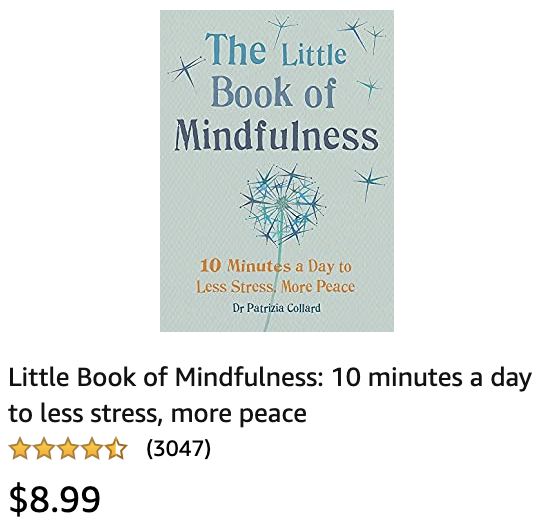 The Little
Book of
Mindfulness
10 Minutes a Day to
Less Stress, More Peace
Dr Patrizia Collard
Little Book of Mindfulness: 10 minutes a day
to less stress, more peace
(3047)
$8.99